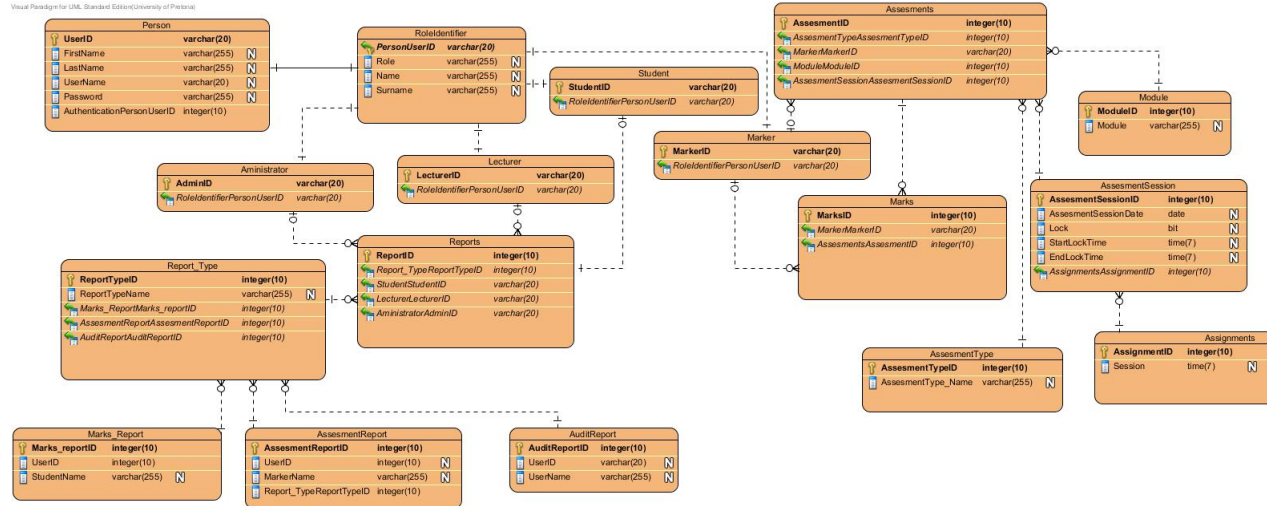 Visual Paradigm for UML Standard Edition(University of Pretoria)
Person
UserID varchar(20)
FirstName varchar(255) N
LastName varchar(255) N
UserName varchar(20) N
Password varchar(255) N
AuthenticationPersonUserID integer(10)
RoleIdentifier
PersonUserID varchar(20)
Role varchar(255) N
Name varchar(255) N
Surname varchar(255) N
Student
StudentID varchar(20)
RoleIdentifierPersonUserID varchar(20)
Assesments
AssesmentID integer(10)
AssesmentTypeAssesmentTypeID integer(10)
MarkerMarkerID varchar(20)
ModuleModuleID integer(10)
AssesmentSessionAssesmentSessionID integer(10)
Module
ModuleID integer(10)
Module varchar(255) N
Marker
MarkerID varchar(20)
RoleIdentifierPersonUserID varchar(20)
Aministrator
AdminID varchar(20)
RoleIdentifierPersonUserID varchar(20)
Lecturer
LecturerID varchar(20)
RoleIdentifierPersonUserID varchar(20)
Marks
MarksID integer(10)
MarkerMarkerID varchar(20)
AssesmentsAssesmentID integer(10)
AssesmentSession
AssesmentSessionID integer(10)
AssesmentSessionDate date N
Lock bit N
StartLockTime time(7) N
EndLockTime time(7) N
AssignmentsAssignmentID integer(10)
Reports
ReportID integer(10)
Report_TypeReportTypeID integer(10)
StudentStudentID varchar(20)
LecturerLecturerID varchar(20)
AministratorAdminID varchar(20)
Report_Type
ReportTypeID integer(10)
ReportTypeName varchar(255) N
Marks_ReportMarks_reportID integer(10)
AssesmentReportAssesmentReportID integer(10)
AuditReportAuditReportID integer(10)
Assignments
AssignmentID integer(10)
Session time(7) N
AssesmentType
AssesmentTypeID integer(10)
AssesmentType_Name varchar(255) N
Marks_Report
Marks_reportID integer(10)
UserID integer(10)
StudentName varchar(255) N
AssesmentReport
AssesmentReportID integer(10)
UserID integer(10) N
MarkerName varchar(255) N
Report_TypeReportTypeID integer(10)
AuditReport
AuditReportID integer(10)
UserID varchar(20) N
UserName varchar(255) N